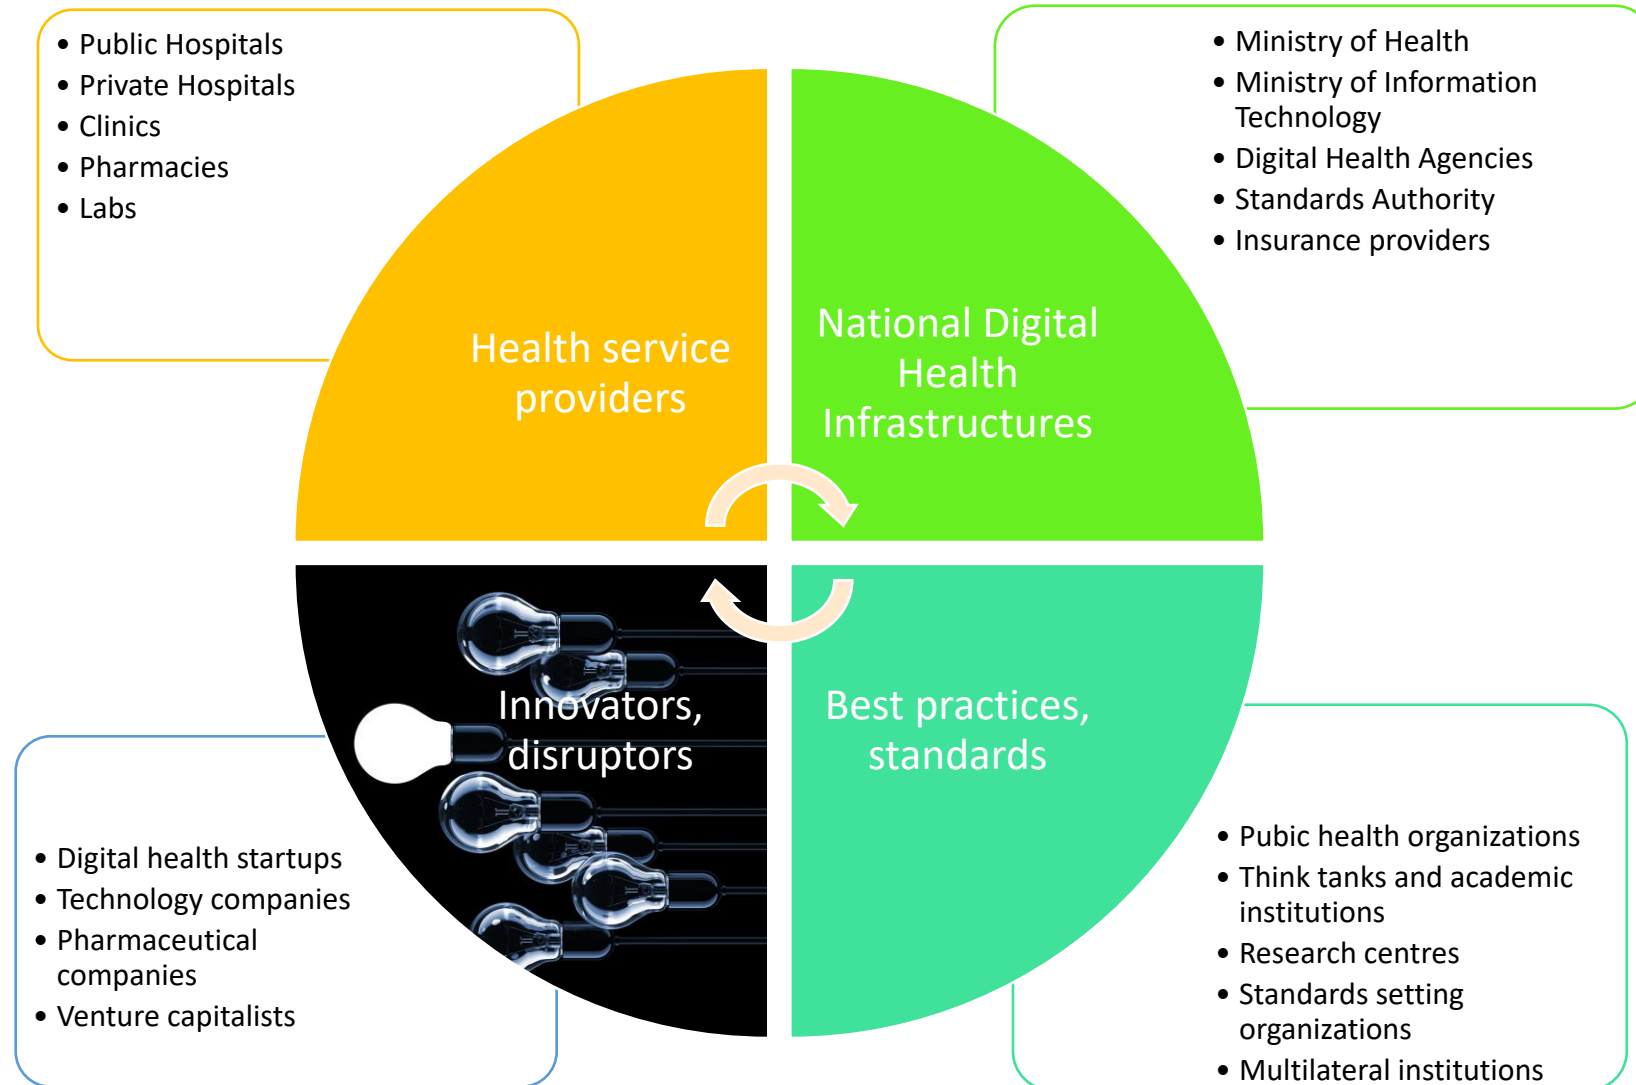 • Public Hospitals
• Private Hospitals
• Clinics
• Pharmacies
• Labs
• Ministry of Health
• Ministry of Information
Technology
• Digital Health Agencies
• Standards Authority
• Insurance providers
Health service
providers
National Digital
Health
Infrastructures
Innovators,
disruptors
Best practices,
standards
• Digital health startups
• Technology companies
• Pharmaceutical
companies
• Venture capitalists
• Pubic health organizations
• Think tanks and academic
institutions
• Research centres
• Standards setting
organizations
• Multilateral institutions